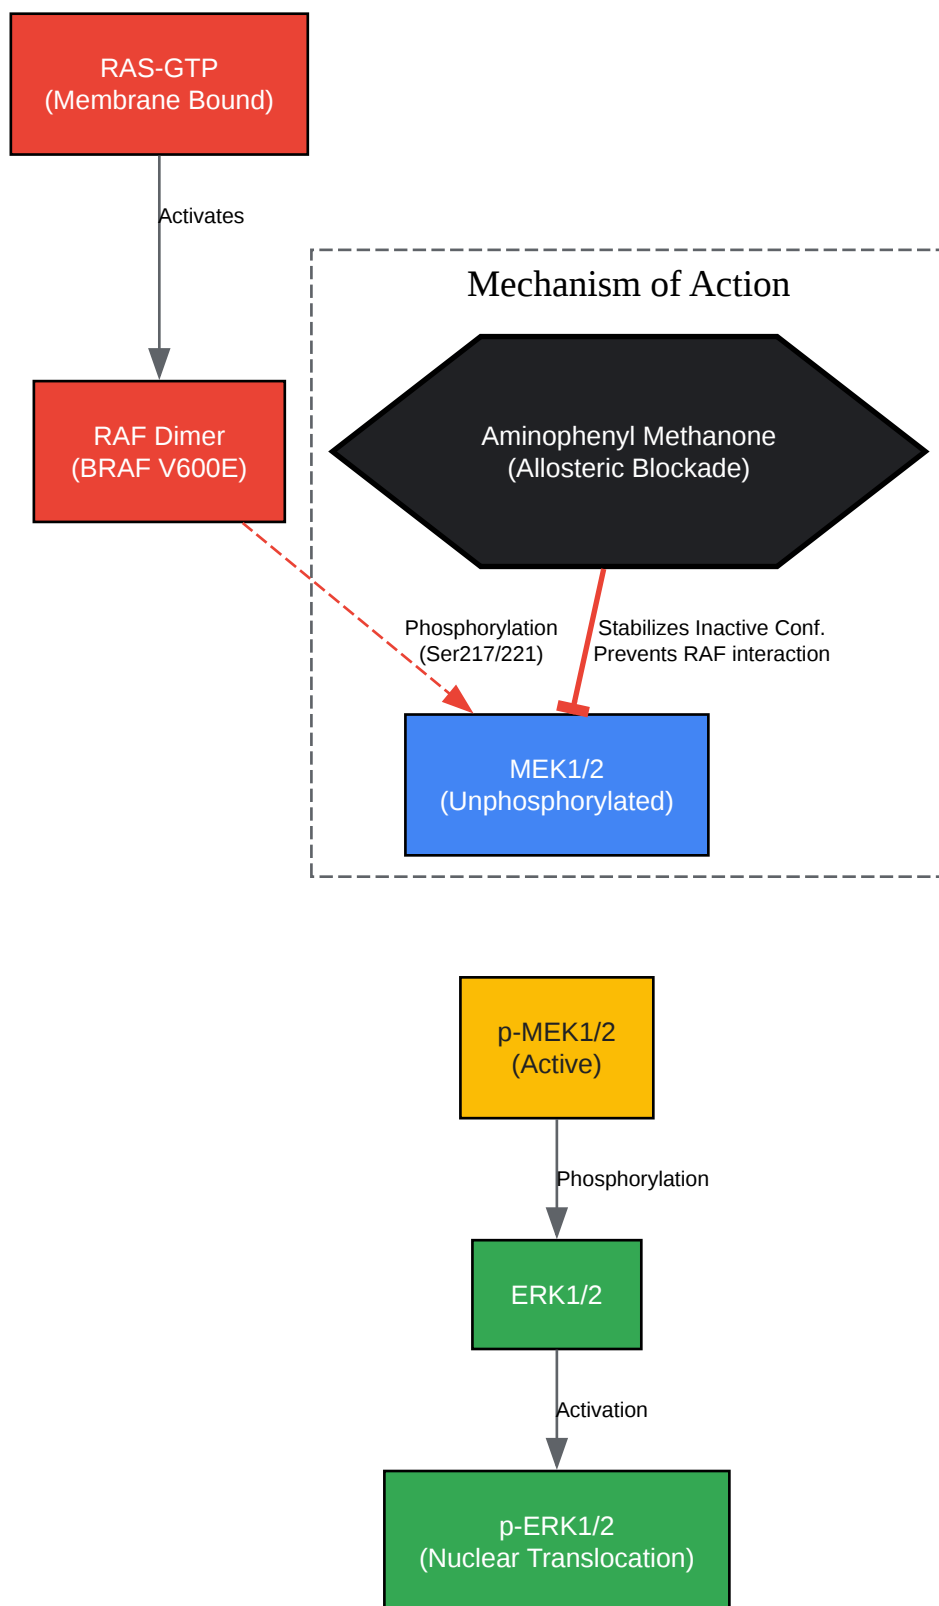 RAS-GTP
(Membrane Bound)
Activates
Mechanism of Action
RAF Dimer
(BRAF V600E)
Aminophenyl Methanone
(Allosteric Blockade)
Phosphorylation
(Ser217/221)
Stabilizes Inactive Conf.
Prevents RAF interaction
MEK1/2
(Unphosphorylated)
p-MEK1/2
(Active)
Phosphorylation
ERK1/2
Activation
p-ERK1/2
(Nuclear Translocation)